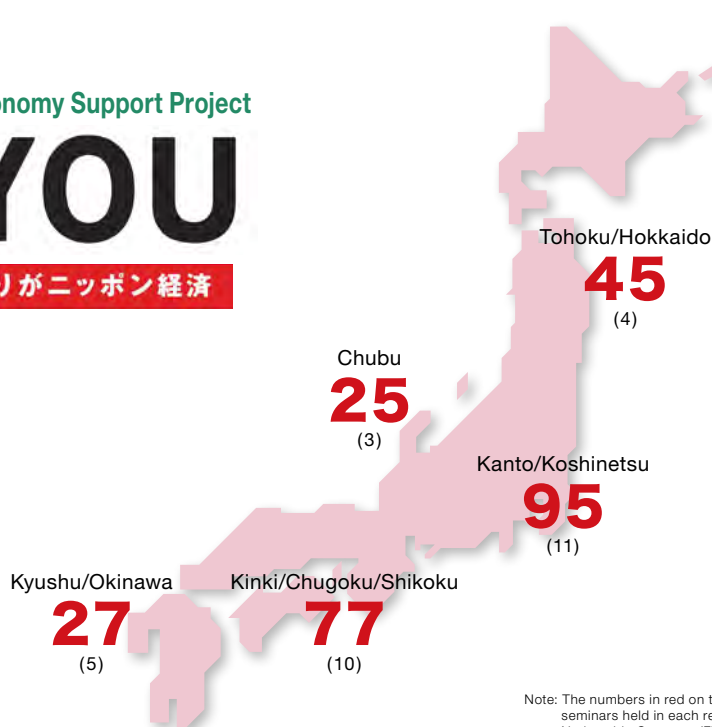 onomy Support Project
YOU
りがニッポン経済
Tohoku/Hokkaido
45
(4)
Chubu
25
(3)
Kanto/Koshinetsu
95
(11)
Kyushu/Okinawa
27
(5)
Kinki/Chugoku/Shikoku
77
(10)
Note: The numbers in red on t
seminars held in each re